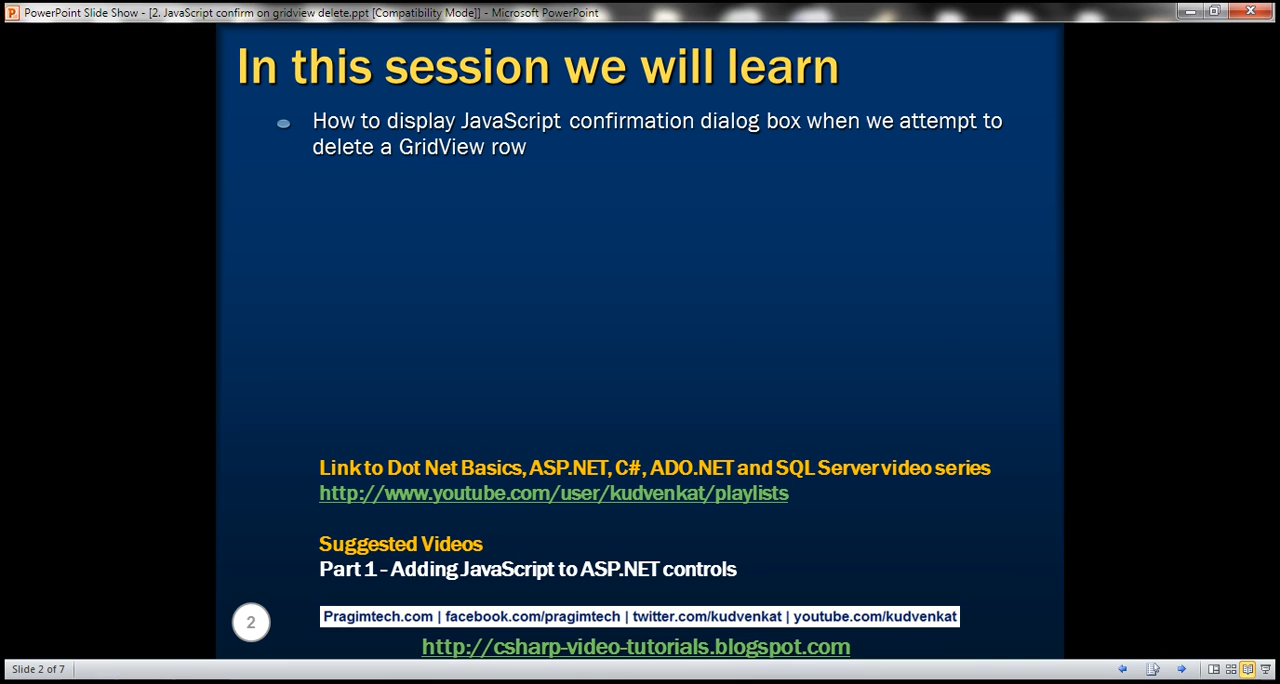 PowerPoint Slide Show - [2. JavaScript confirm on gridview delete.ppt [Compatibility Mode]] - Microsoft PowerPoint
In this session we will learn
How to display JavaScript confirmation dialog box when we attempt to
delete a GridView row
Link to Dot Net Basics, ASP.NET, C#, ADO.NET and SQL Server video series
http://www.youtube.com/user/kudvenkat/playlists
Suggested Videos
Part 1 - Adding JavaScript to ASP.NET controls
2
Pragimtech.com | facebook.com/pragimtech | twitter.com/kudvenkat | youtube.com/kudvenkat
http://csharp-video-tutorials.blogspot.com
Slide 2 of 7